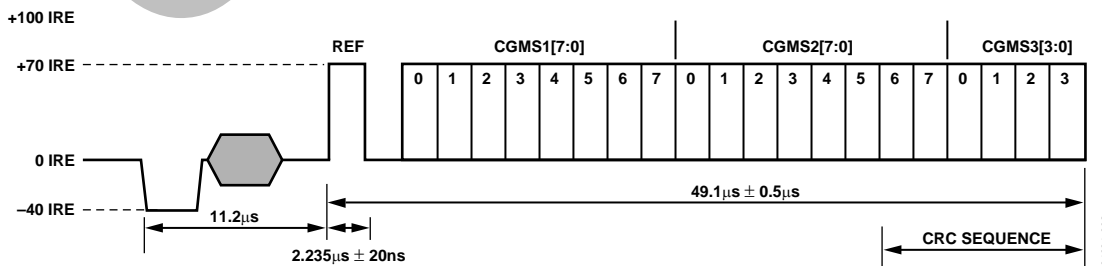 +100 IRE
REF CGMS1[7:0] CGMS2[7:0] CGMS3[3:0]
+70 IRE
0 1 2 3 4 5 6 7 0 1 2 3 4 5 6 7 0 1 2 3
0 IRE
49.1μs ± 0.5μs
–40 IRE
11.2μs
CRC SEQUENCE
2.235μs ± 20ns